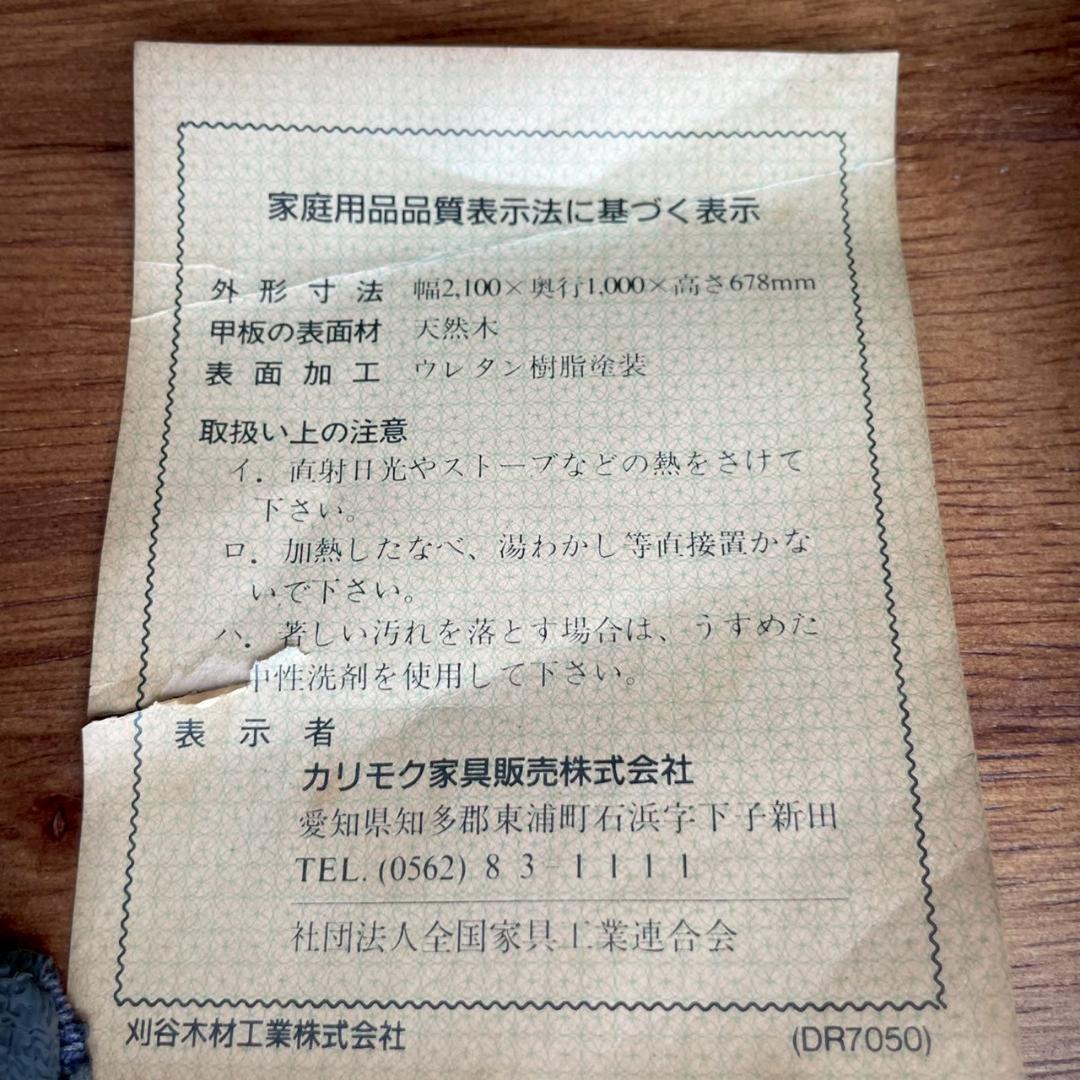 家庭用品品質表示法に基づく表示
外形寸法 幅2,100×奥行1,000×高さ678mm
甲板の表面材 天然木
表面加工 ウレタン樹脂塗装
取扱い上の注意
イ．直射日光やストーブなどの熱をさけて
下さい。
ロ．加熱したなべ、湯わかし等直接置かな
いで下さい。
ハ．著しい汚れを落とす場合は、うすめた
中性洗剤を使用して下さい。
表示者
カリモク家具販売株式会社
愛知県知多郡東浦町石浜字下子新田
TEL. (0562) 83-1111
社団法人全国家具工業連合会
刈谷木材工業株式会社 (DR7050)